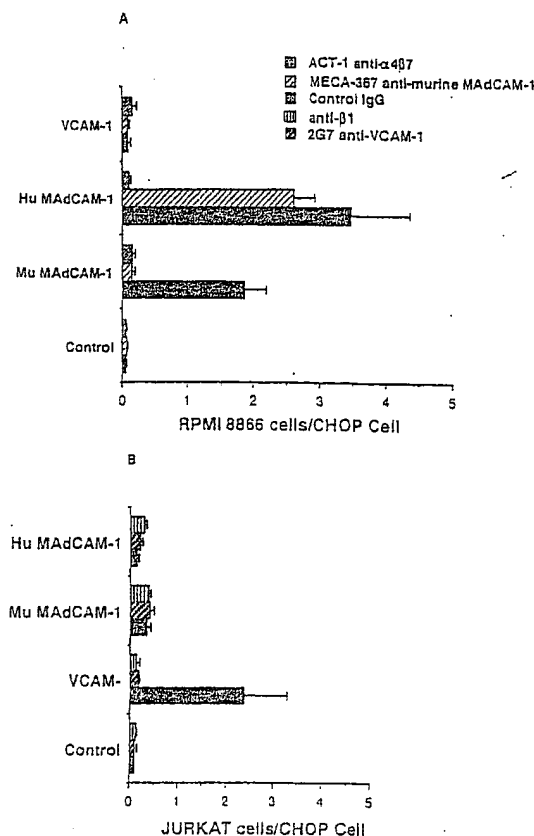 A
ACT-1 anti-α4β7
MECA-367 anti-murine MAdCAM-1
Control IgG
anti-β1
2G7 anti-VCAM-1
VCAM-1
Hu MAdCAM-1
Mu MAdCAM-1
Control
0 1 2 3 4 5
RPMI 8866 cells/CHOP Cell
B
Hu MAdCAM-1
Mu MAdCAM-1
VCAM-
Control
0 1 2 3 4 5
JURKAT cells/CHOP Cell